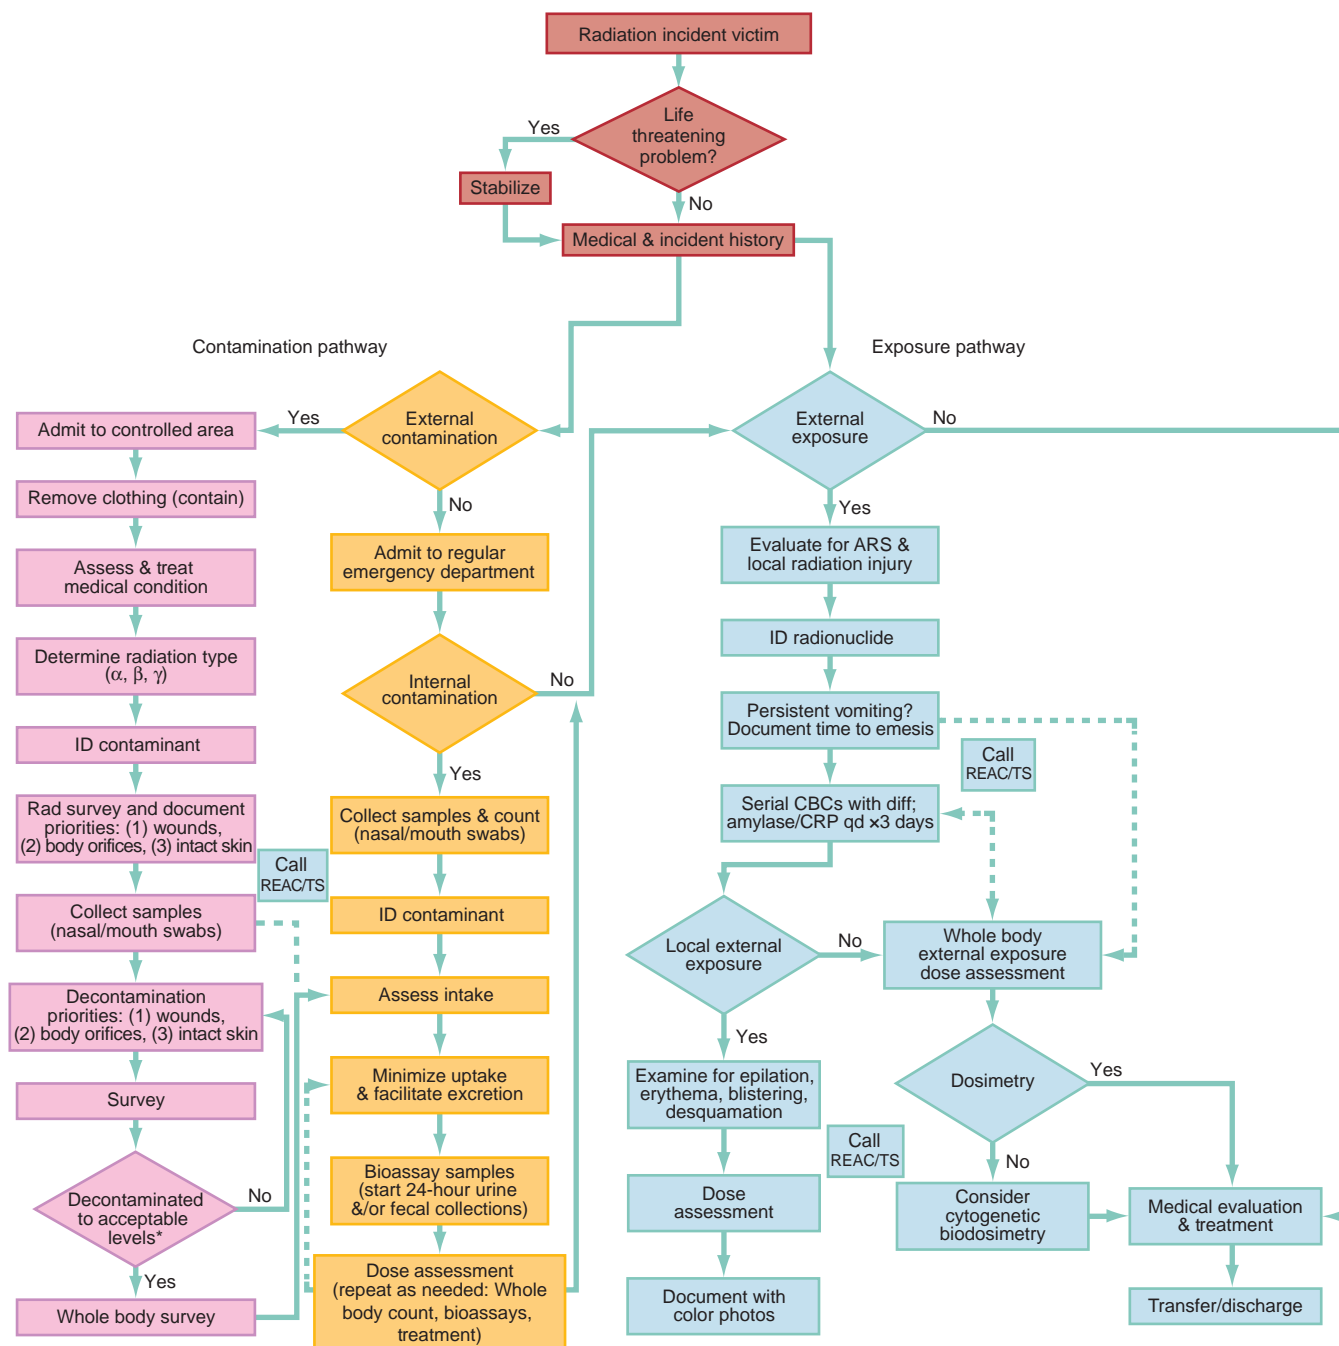 Radiation incident victim
Life
threatening
problem?
Yes
Stabilize
No
Medical & incident history
Contamination pathway
Exposure pathway
External
contamination
Yes
No
Admit to controlled area
Remove clothing (contain)
Assess & treat
medical condition
Determine radiation type
(α, β, γ)
ID contaminant
Rad survey and document
priorities: (1) wounds,
(2) body orifices, (3) intact skin
Call
REAC/TS
Collect samples
(nasal/mouth swabs)
Decontamination
priorities: (1) wounds,
(2) body orifices, (3) intact skin
Survey
Decontaminated
to acceptable
levels*
No
Yes
Whole body survey
Admit to regular
emergency department
Internal
contamination
No
Yes
Collect samples & count
(nasal/mouth swabs)
ID contaminant
Assess intake
Minimize uptake
& facilitate excretion
Bioassay samples
(start 24-hour urine
&/or fecal collections)
Dose assessment
(repeat as needed: Whole
body count, bioassays,
treatment)
External
exposure
No
Yes
Evaluate for ARS &
local radiation injury
ID radionuclide
Persistent vomiting?
Document time to emesis
Call
REAC/TS
Serial CBCs with diff;
amylase/CRP qd ×3 days
Local external
exposure
No
Yes
Whole body
external exposure
dose assessment
Examine for epilation,
erythema, blistering,
desquamation
Call
REAC/TS
Dose
assessment
Document with
color photos
Dosimetry
Yes
No
Consider
cytogenetic
biodosimetry
Medical evaluation
& treatment
Transfer/discharge